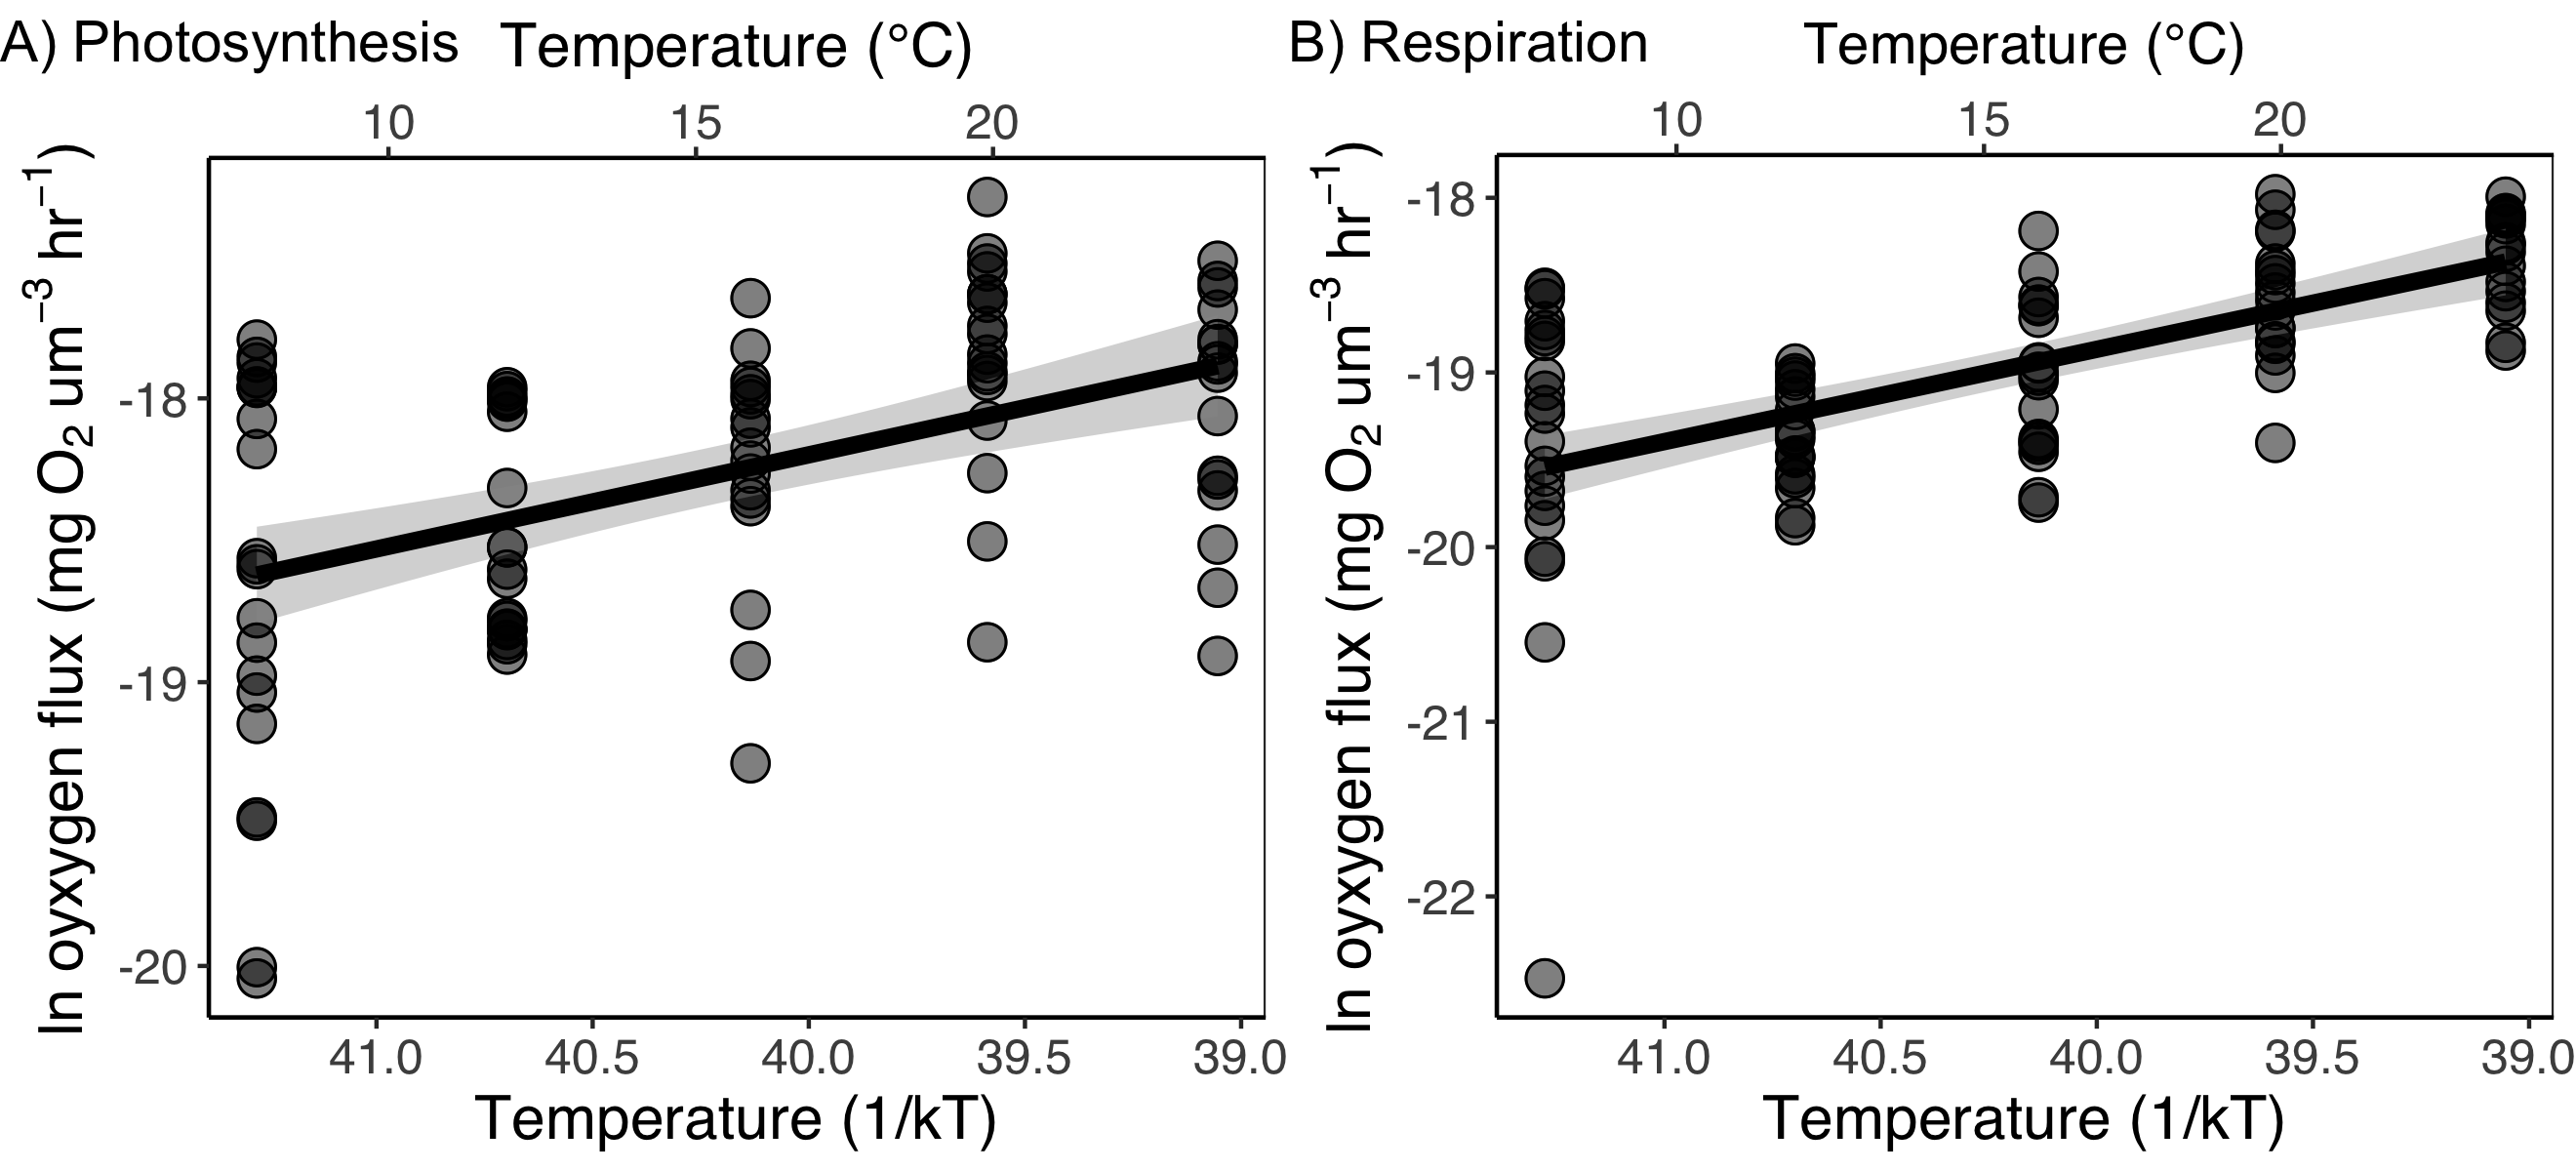 A) Photosynthesis
Temperature (°C)
10 15 20
ln oyxygen flux (mg O₂ um⁻³ hr⁻¹)
-18
-19
-20
41.0 40.5 40.0 39.5 39.0
Temperature (1/kT)
B) Respiration
Temperature (°C)
10 15 20
ln oyxygen flux (mg O₂ um⁻³ hr⁻¹)
-18
-19
-20
-21
-22
41.0 40.5 40.0 39.5 39.0
Temperature (1/kT)